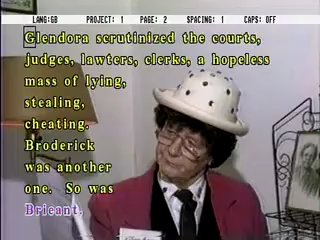 LANG:GB PROJECT: 1 PAGE: 2 SPACING: 1 CAPS: OFF
Glendora scrutinized the courts,
judges, lawters, clerks, a hopeless
mass of lying,
stealing,
cheating.
Broderick
was another
one. So was
Bricant.